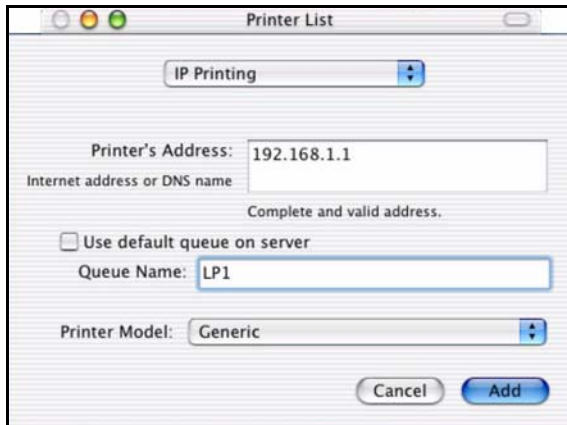 Printer List
IP Printing
Printer's Address: 192.168.1.1
Internet address or DNS name
Complete and valid address.
Use default queue on server
Queue Name: LP1
Printer Model: Generic
Cancel Add